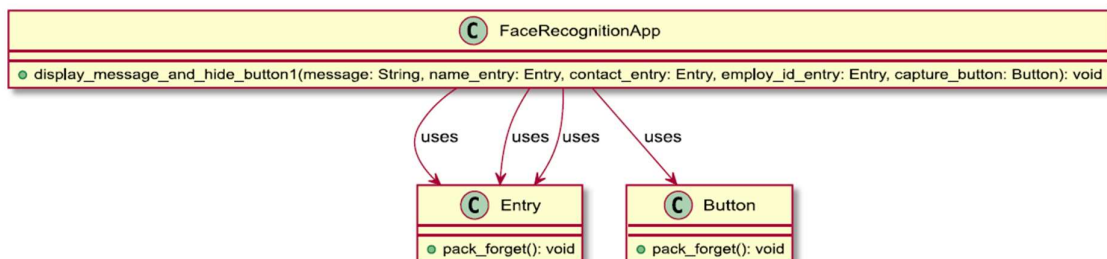 C FaceRecognitionApp
display_message_and_hide_button1(message: String, name_entry: Entry, contact_entry: Entry, employ_id_entry: Entry, capture_button: Button): void
uses uses uses uses
C Entry C Button
pack_forget(): void pack_forget(): void